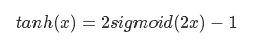 tanh(x) = 2sigmoid(2x) − 1